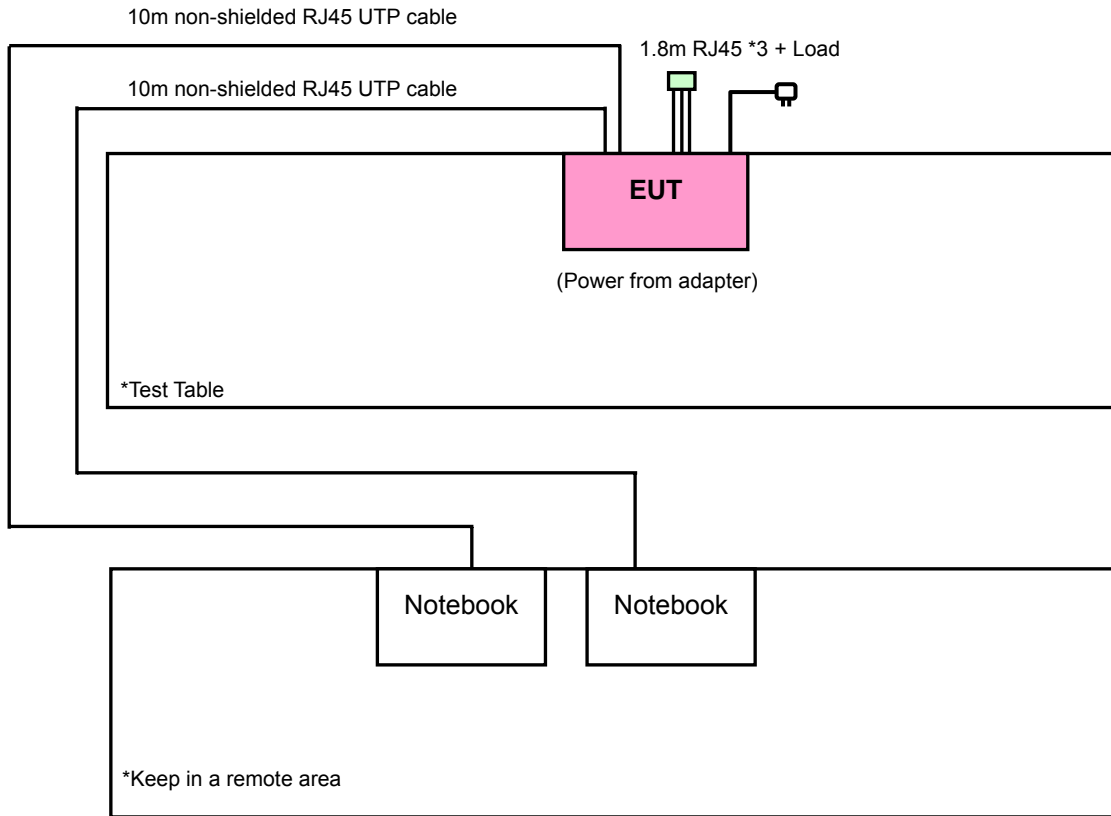 10m non-shielded RJ45 UTP cable
1.8m RJ45 *3 + Load
10m non-shielded RJ45 UTP cable
EUT
(Power from adapter)
*Test Table
Notebook
Notebook
*Keep in a remote area